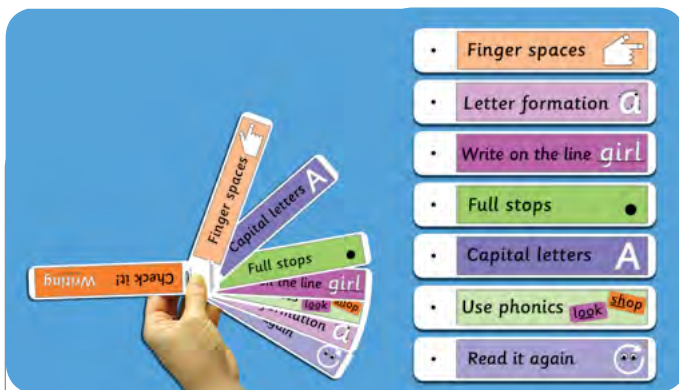 Finger spaces
Capital letters A
Full stops
the line girl
look shop
again
Check it! Writing
Finger spaces
Letter formation a
Write on the line girl
Full stops
Capital letters A
Use phonics look shop
Read it again